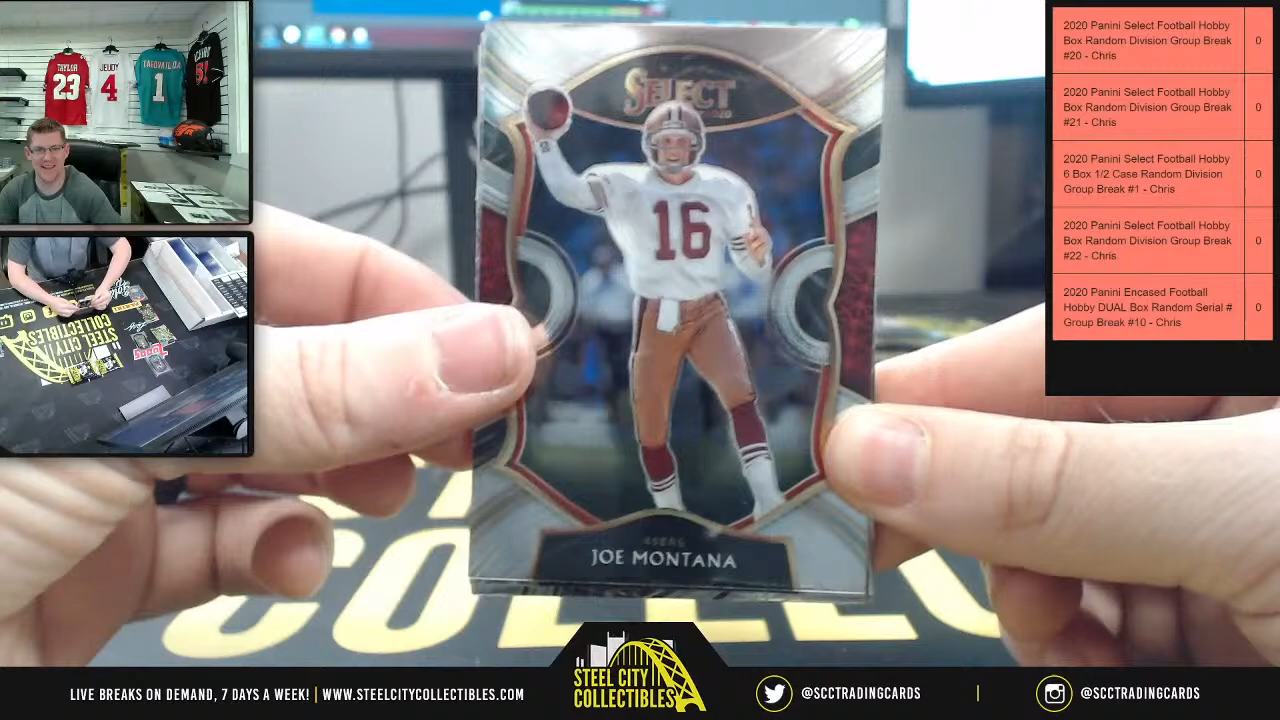 TAYLOR
23
JEUDY
4
TAGOVAILOA
1
51
STEEL CITY
COLLECTIBLES
SELECT
2020
16
49ERS
JOE MONTANA
COLLEC
2020 Panini Select Football Hobby
Box Random Division Group Break
#20 - Chris
0
2020 Panini Select Football Hobby
Box Random Division Group Break
#21 - Chris
0
2020 Panini Select Football Hobby
6 Box 1/2 Case Random Division
Group Break #1 - Chris
0
2020 Panini Select Football Hobby
Box Random Division Group Break
#22 - Chris
0
2020 Panini Encased Football
Hobby DUAL Box Random Serial #
Group Break #10 - Chris
0
LIVE BREAKS ON DEMAND, 7 DAYS A WEEK! | WWW.STEELCITYCOLLECTIBLES.COM
STEEL CITY
COLLECTIBLES
@SCCTRADINGCARDS
|
@SCCTRADINGCARDS